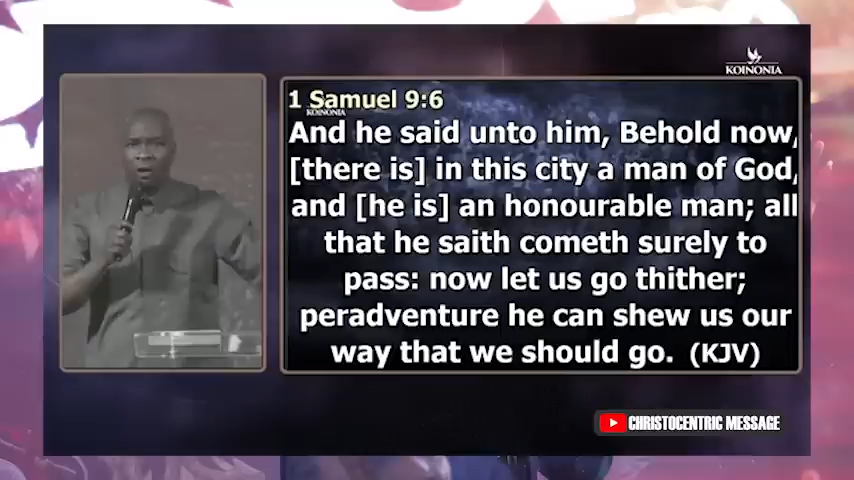 KOINONIA
1 Samuel 9:6
KOINONIA
And he said unto him, Behold now,
[there is] in this city a man of God,
and [he is] an honourable man; all
that he saith cometh surely to
pass: now let us go thither;
peradventure he can shew us our
way that we should go. (KJV)
CHRISTOCENTRIC MESSAGE